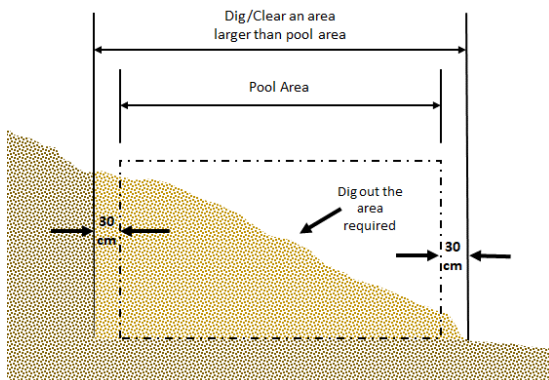 Dig/Clear an area
larger than pool area
Pool Area
Dig out the
area
required
30
cm
30
cm